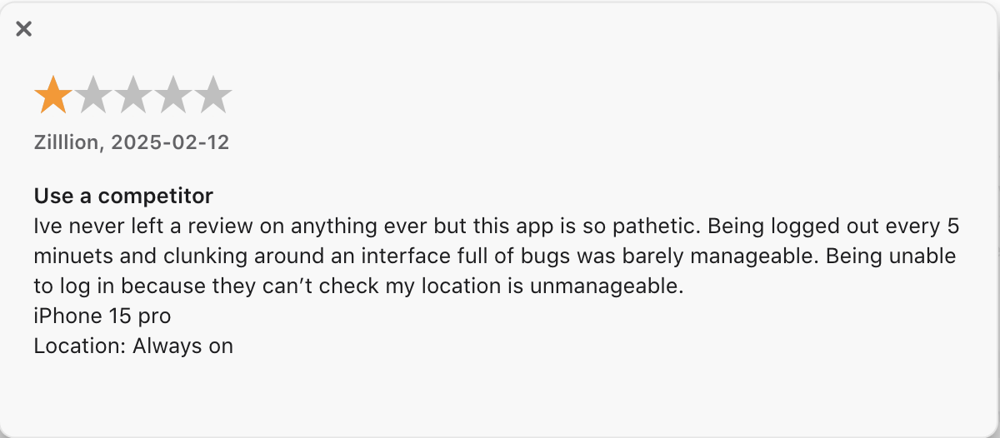 Zilllion, 2025-02-12
Use a competitor
Ive never left a review on anything ever but this app is so pathetic. Being logged out every 5
minuets and clunking around an interface full of bugs was barely manageable. Being unable
to log in because they can’t check my location is unmanageable.
iPhone 15 pro
Location: Always on